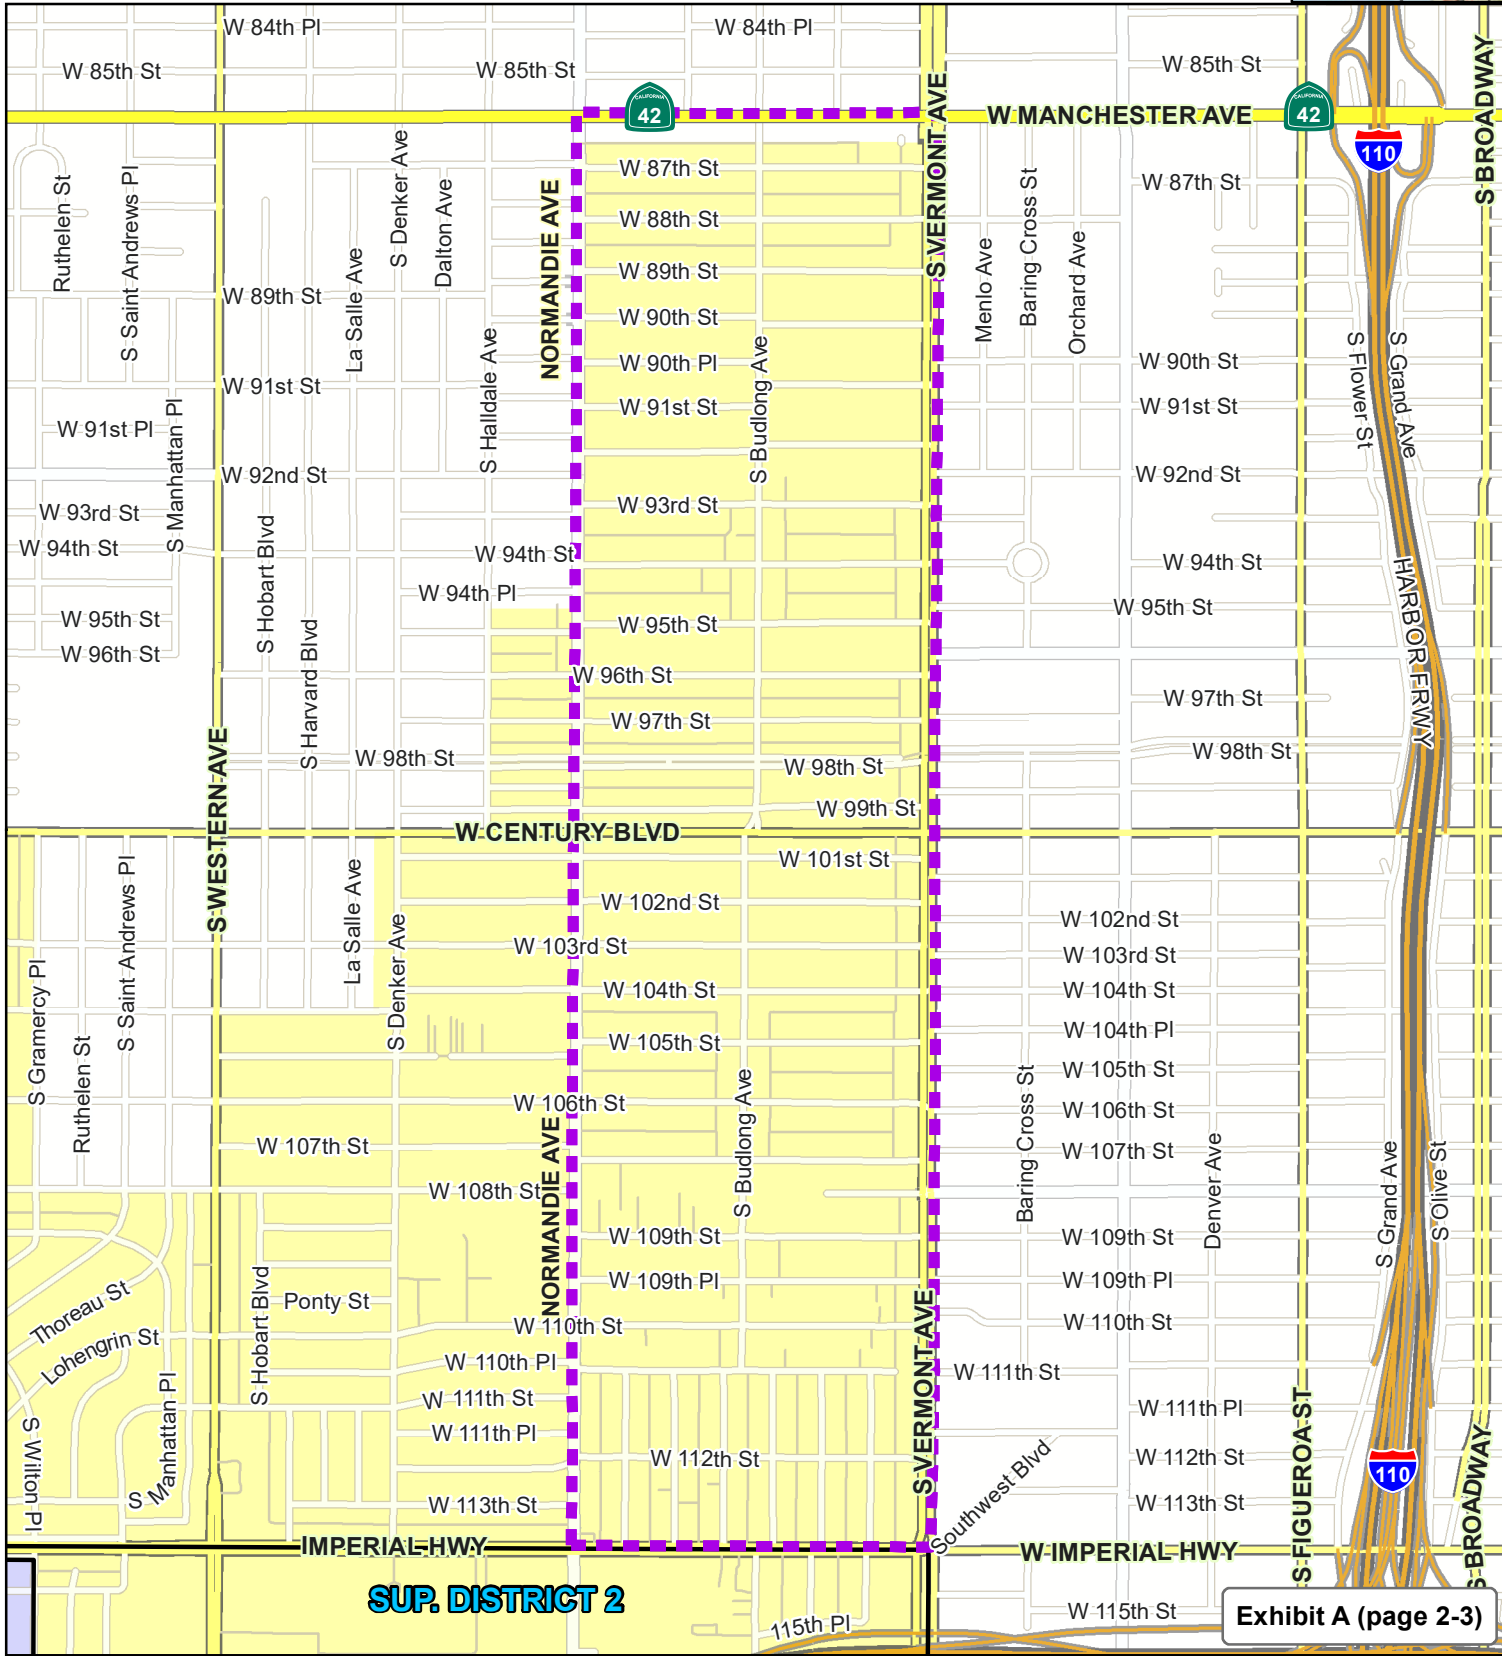 W 84th Pl
W 84th Pl
W 85th St
W 85th St
W 85th St
S BROADWAY
CALIFORNIA
42
CALIFORNIA
42
W MANCHESTER AVE
110
S VERMONT AVE
W 87th St
W 87th St
Ruthelen St
S Saint Andrews Pl
S Denker Ave
Dalton Ave
La Salle Ave
NORMANDIE AVE
W 88th St
Baring Cross St
Menlo Ave
Orchard Ave
W 89th St
W 89th St
W 90th St
S Halldale Ave
W 90th Pl
S Budlong Ave
W 90th St
S Flower St
S Grand Ave
W 91st St
W 91st St
W 91st St
W 91st Pl
S Manhattan Pl
W 92nd St
W 92nd St
W 93rd St
W 93rd St
W 94th St
W 94th St
W 94th St
S Hobart Blvd
HARBOR FRWY
W 94th Pl
W 95th St
W 95th St
W 95th St
W 96th St
W 96th St
S Harvard Blvd
W 97th St
W 97th St
W 98th St
W 98th St
W 98th St
S WESTERN AVE
W 99th St
W CENTURY BLVD
W 101st St
S Saint Andrews Pl
La Salle Ave
W 102nd St
W 102nd St
S Denker Ave
W 103rd St
W 103rd St
S Gramercy Pl
W 104th St
W 104th St
W 104th Pl
Ruthelen St
W 105th St
W 105th St
W 106th St
W 106th St
S Budlong Ave
Baring Cross St
W 107th St
W 107th St
NORMANDIE AVE
Denver Ave
S Grand Ave
S Olive St
W 108th St
W 109th St
W 109th St
W 109th Pl
W 109th Pl
Thoreau St
S Hobart Blvd
Ponty St
W 110th St
W 110th St
Lohengrin St
W 110th Pl
S VERMONT AVE
W 111th St
W 111th St
S Manhattan Pl
W 111th Pl
W 111th Pl
S Wilton Pl
W 112th St
W 112th St
S FIGUEROA ST
110
S BROADWAY
W 113th St
W 113th St
Southwest Blvd
IMPERIAL HWY
W IMPERIAL HWY
SUP. DISTRICT 2
115th Pl
W 115th St
Exhibit A (page 2-3)